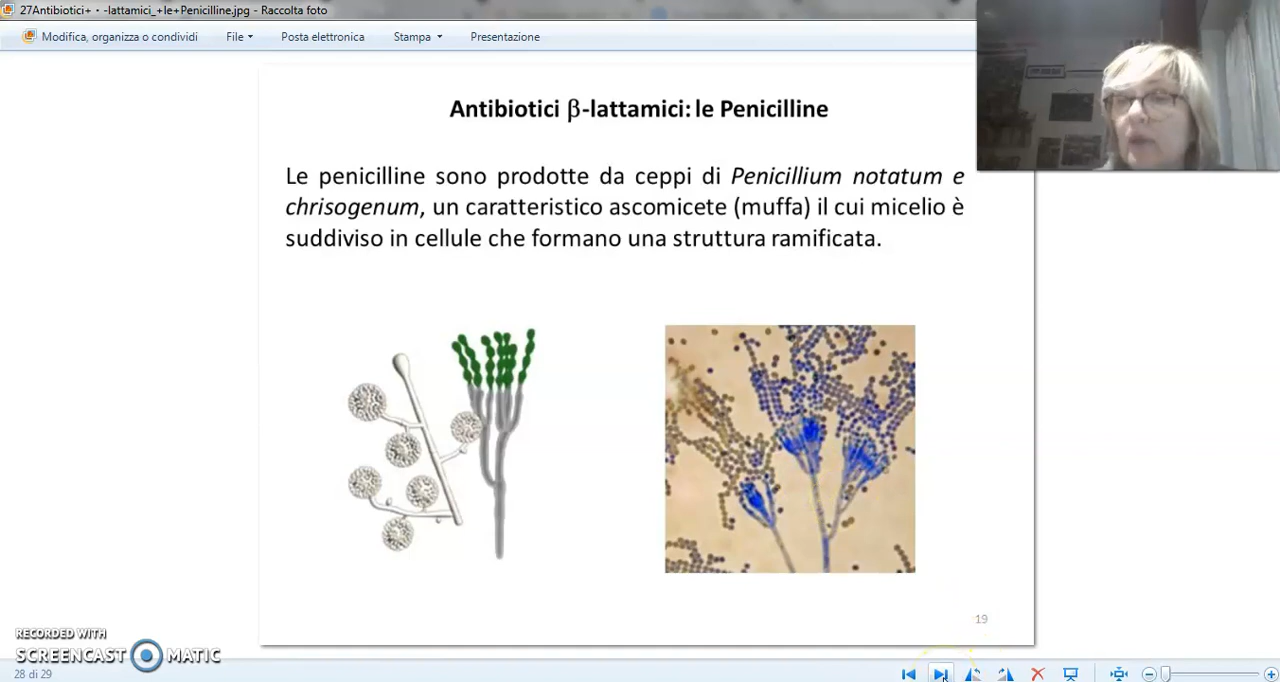 27Antibiotici+・-lattamici_+le+Penicilline.jpg - Raccolta foto
Modifica, organizza o condividi File Posta elettronica Stampa Presentazione
Antibiotici β-lattamici: le Penicilline
Le penicilline sono prodotte da ceppi di Penicillium notatum e
chrisogenum, un caratteristico ascomicete (muffa) il cui micelio è
suddiviso in cellule che formano una struttura ramificata.
19
RECORDED WITH
SCREENCAST MATIC
28 di 29